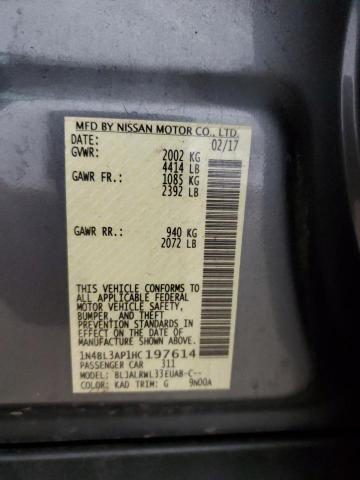 MFD BY NISSAN MOTOR CO., LTD.
DATE: 02/17
GVWR: 2002 KG
4414 LB
GAWR FR.: 1085 KG
2392 LB
GAWR RR.: 940 KG
2072 LB
THIS VEHICLE CONFORMS TO
ALL APPLICABLE FEDERAL
MOTOR VEHICLE SAFETY,
BUMPER, AND THEFT
PREVENTION STANDARDS
IN EFFECT ON THE DATE OF
MANUFACTURE SHOWN ABOVE.
1N4BL3AP1HC197614
PASSENGER CAR 311
MODEL: BLJALRWL33EUAB-C--
COLOR: KAD TRIM: G 9N00A